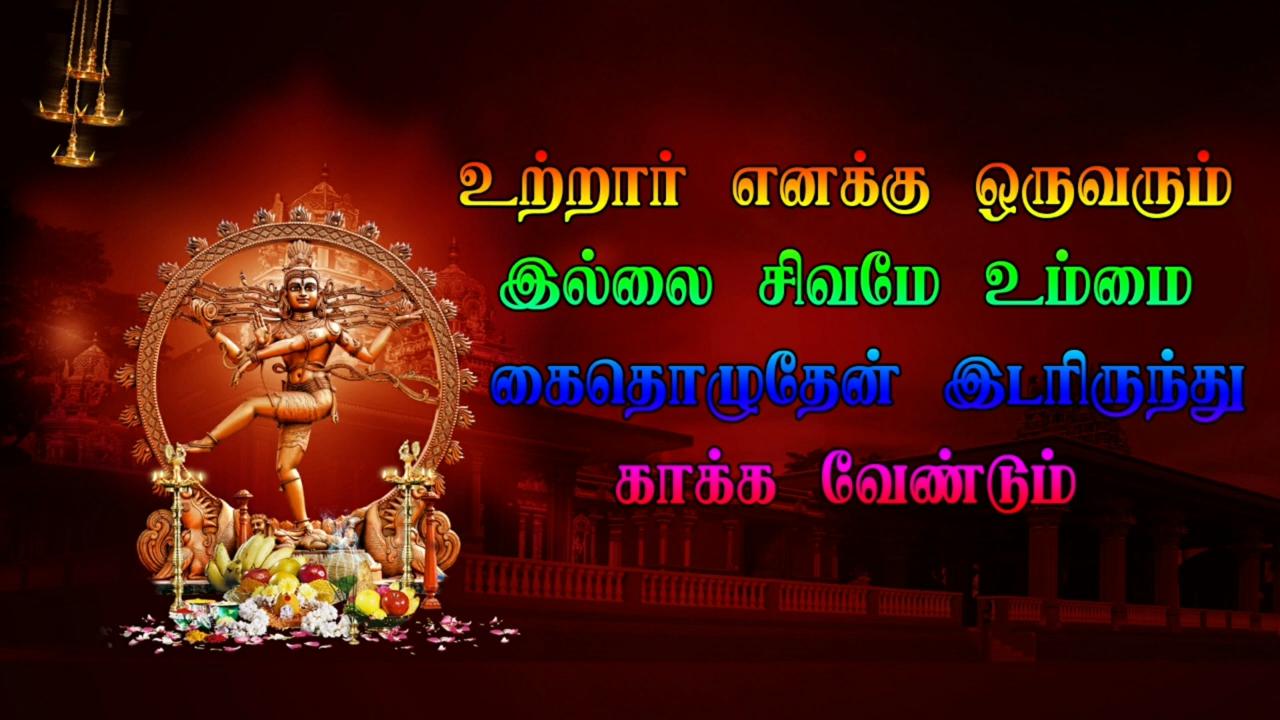 உற்றார் எனக்கு ஒருவரும்
இல்லை சிவமே உம்மை
கைதொழுதேன் இடரிருந்து
காக்க வேண்டும்